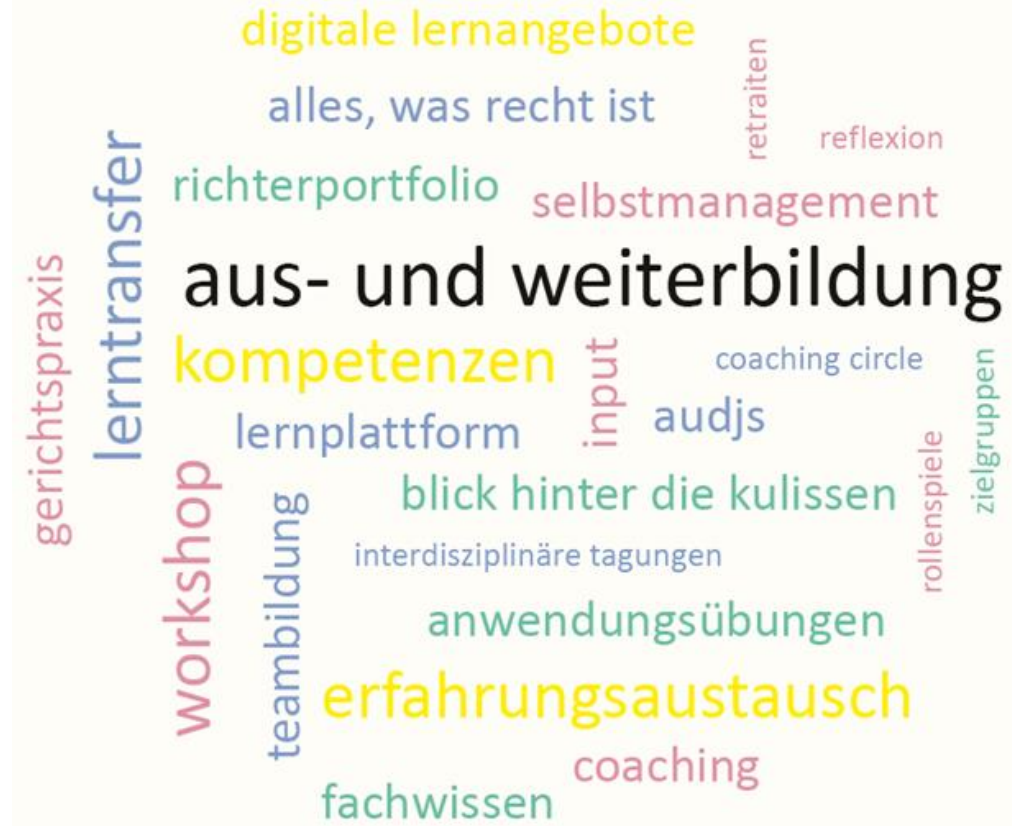 digitale lernangebote
alles, was recht ist
retraiten
reflexion
richterportfolio
selbstmanagement
lerntransfer
gerichtspraxis
aus- und weiterbildung
kompetenzen
input
coaching circle
zielgruppen
lernplattform
audjs
rollenspiele
blick hinter die kulissen
workshop
teambildung
interdisziplinäre tagungen
anwendungsübungen
erfahrungsaustausch
coaching
fachwissen